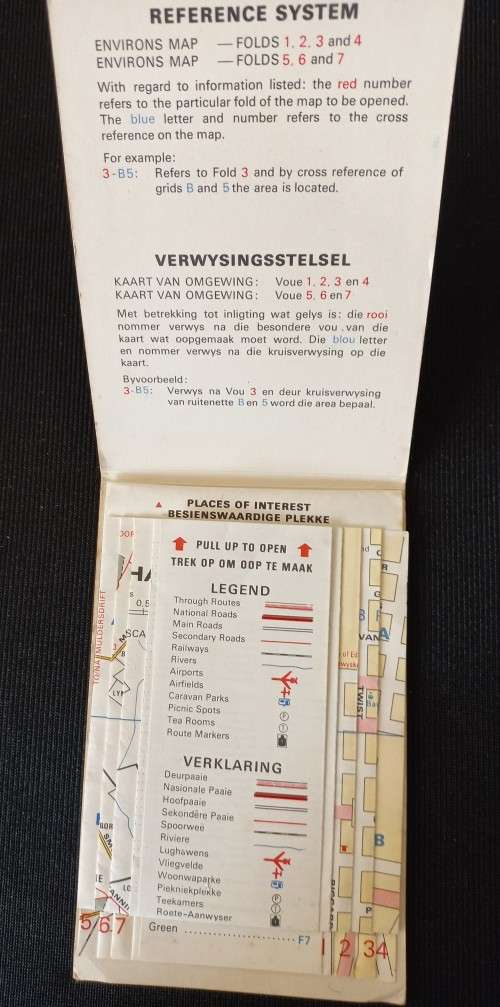 REFERENCE SYSTEM
ENVIRONS MAP — FOLDS 1, 2, 3 and 4
ENVIRONS MAP — FOLDS 5, 6 and 7
With regard to information listed: the red number
refers to the particular fold of the map to be opened.
The blue letter and number refers to the cross
reference on the map.
For example:
3-B5: Refers to Fold 3 and by cross reference of
grids B and 5 the area is located.
VERWYSINGSSTELSEL
KAART VAN OMGEWING: Voue 1, 2, 3 en 4
KAART VAN OMGEWING: Voue 5, 6 en 7
Met betrekking tot inligting wat gelys is: die rooi
nommer verwys na die besondere vou van die
kaart wat oopgemaak moet word. Die blou letter
en nommer verwys na die kruisverwysing op die
kaart.
Byvoorbeeld:
3-B5: Verwys na Vou 3 en deur kruisverwysing
van ruitenette B en 5 word die area bepaal.
PLACES OF INTEREST
BESIENSWAARDIGE PLEKKE
PULL UP TO OPEN
TREK OP OM OOP TE MAAK
LEGEND
Through Routes
National Roads
Main Roads
Secondary Roads
Railways
Rivers
Airports
Airfields
Caravan Parks
Picnic Spots
Tea Rooms
Route Markers
VERKLARING
Deurpaaie
Nasionale Paaie
Hoofpaaie
Sekondêre Paaie
Spoorweë
Riviere
Lughawens
Vliegvelde
Woonwaparke
Piekniekplekke
Teekamers
Roete-Aanwyser
Green .......................... F7
TO/NA MULDERSDRIFT
HA
0,5
SCA
TWIST
VAN
A
B
5 6 7
1 2 3 4